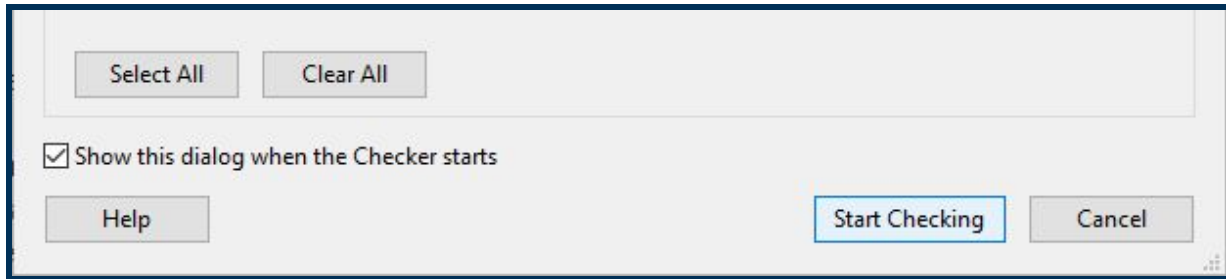 Select All Clear All
Show this dialog when the Checker starts
Help Start Checking Cancel